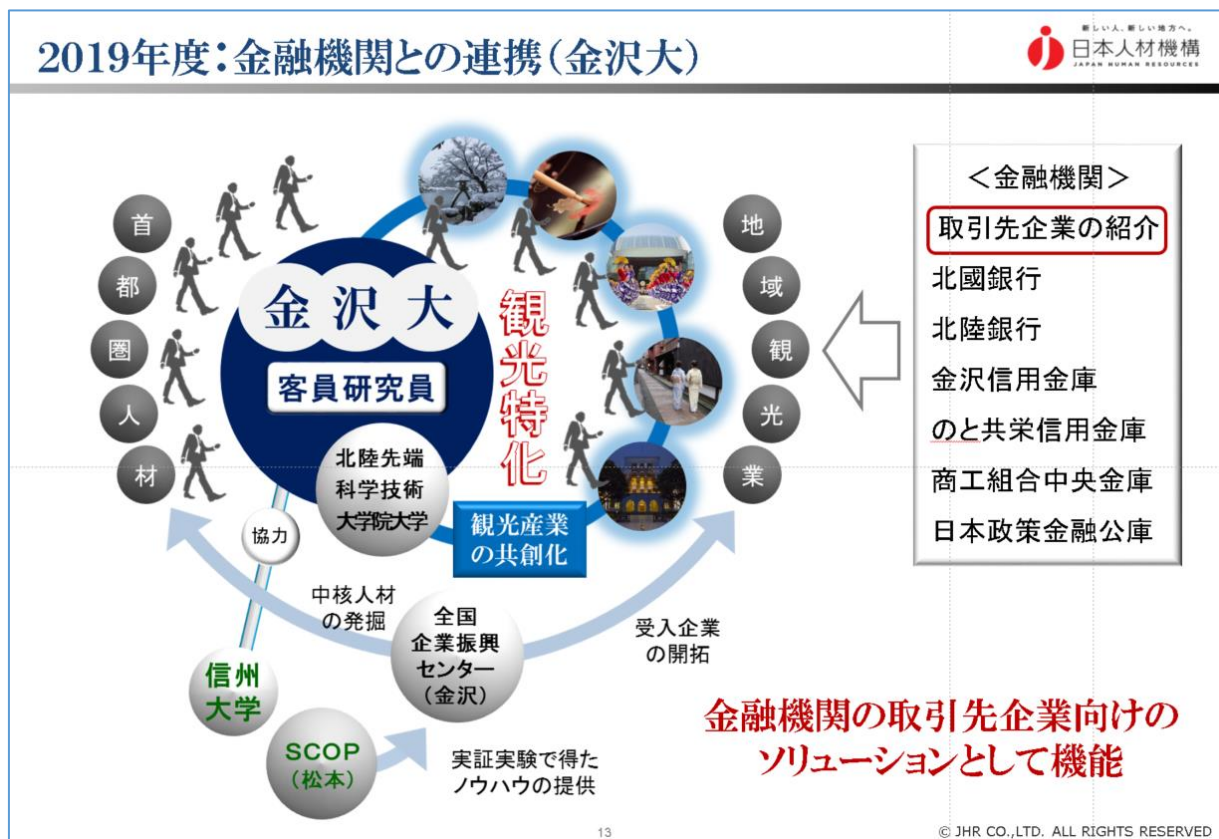 2019年度：金融機関との連携（金沢大）
新しい人、新しい地方へ。
日本人材機構
JAPAN HUMAN RESOURCES
首都圏人材
金沢大
客員研究員
北陸先端
科学技術
大学院大学
観光特化
観光産業
の共創化
地域観光業
＜金融機関＞
取引先企業の紹介
北國銀行
北陸銀行
金沢信用金庫
のと共栄信用金庫
商工組合中央金庫
日本政策金融公庫
協力
中核人材
の発掘
全国
企業振興
センター
（金沢）
受入企業
の開拓
信州
大学
SCOP
（松本）
実証実験で得た
ノウハウの提供
金融機関の取引先企業向けの
ソリューションとして機能
13
© JHR CO.,LTD. ALL RIGHTS RESERVED